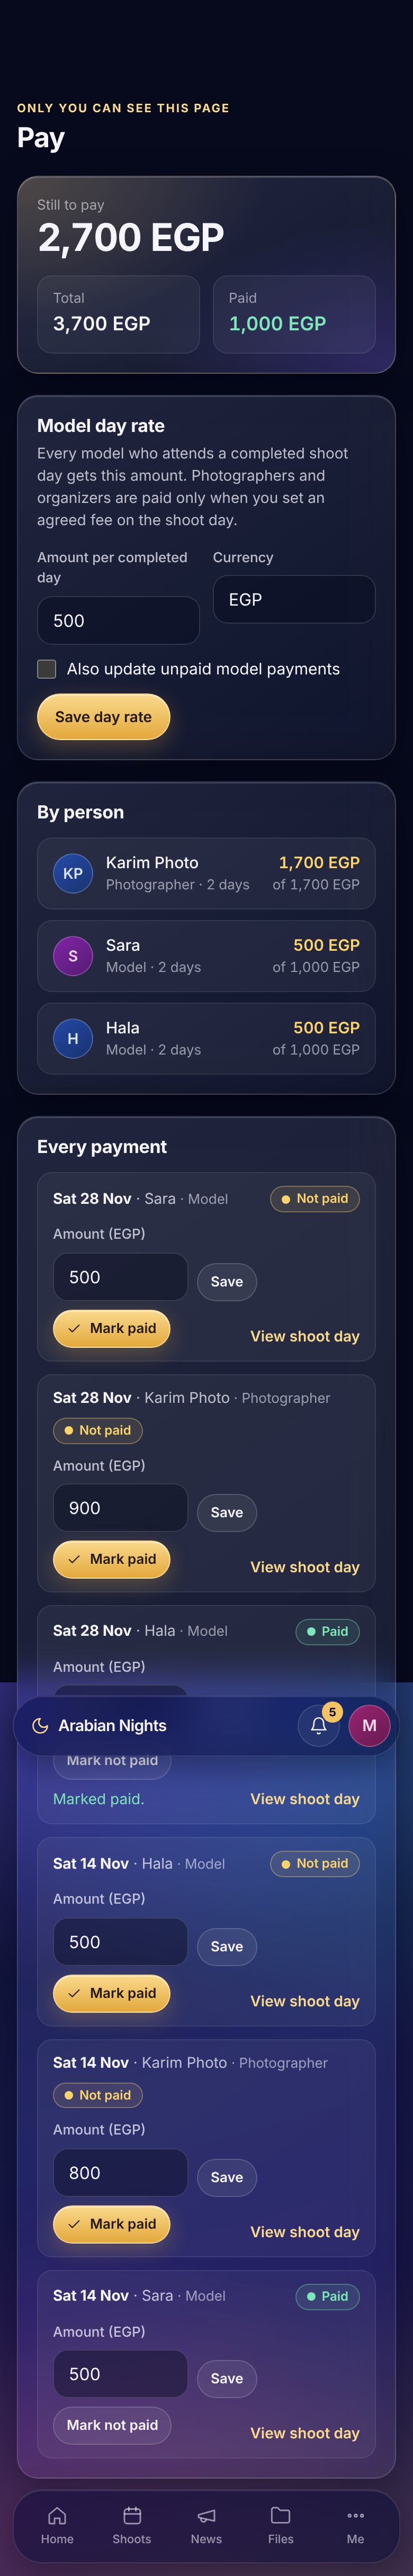 ONLY YOU CAN SEE THIS PAGE
Pay
Still to pay
2,700 EGP
Total
3,700 EGP
Paid
1,000 EGP
Model day rate
Every model who attends a completed shoot
day gets this amount. Photographers and
organizers are paid only when you set an
agreed fee on the shoot day.
Amount per completed
day
500
Currency
EGP
Also update unpaid model payments
Save day rate
By person
KP
Karim Photo
Photographer · 2 days
1,700 EGP
of 1,700 EGP
S
Sara
Model · 2 days
500 EGP
of 1,000 EGP
H
Hala
Model · 2 days
500 EGP
of 1,000 EGP
Every payment
Sat 28 Nov · Sara · Model
Not paid
Amount (EGP)
500
Save
Mark paid
View shoot day
Sat 28 Nov · Karim Photo · Photographer
Not paid
Amount (EGP)
900
Save
Mark paid
View shoot day
Sat 28 Nov · Hala · Model
Paid
Amount (EGP)
Arabian Nights
5
M
Mark not paid
Marked paid.
View shoot day
Sat 14 Nov · Hala · Model
Not paid
Amount (EGP)
500
Save
Mark paid
View shoot day
Sat 14 Nov · Karim Photo · Photographer
Not paid
Amount (EGP)
800
Save
Mark paid
View shoot day
Sat 14 Nov · Sara · Model
Paid
Amount (EGP)
500
Save
Mark not paid
View shoot day
Home
Shoots
News
Files
Me